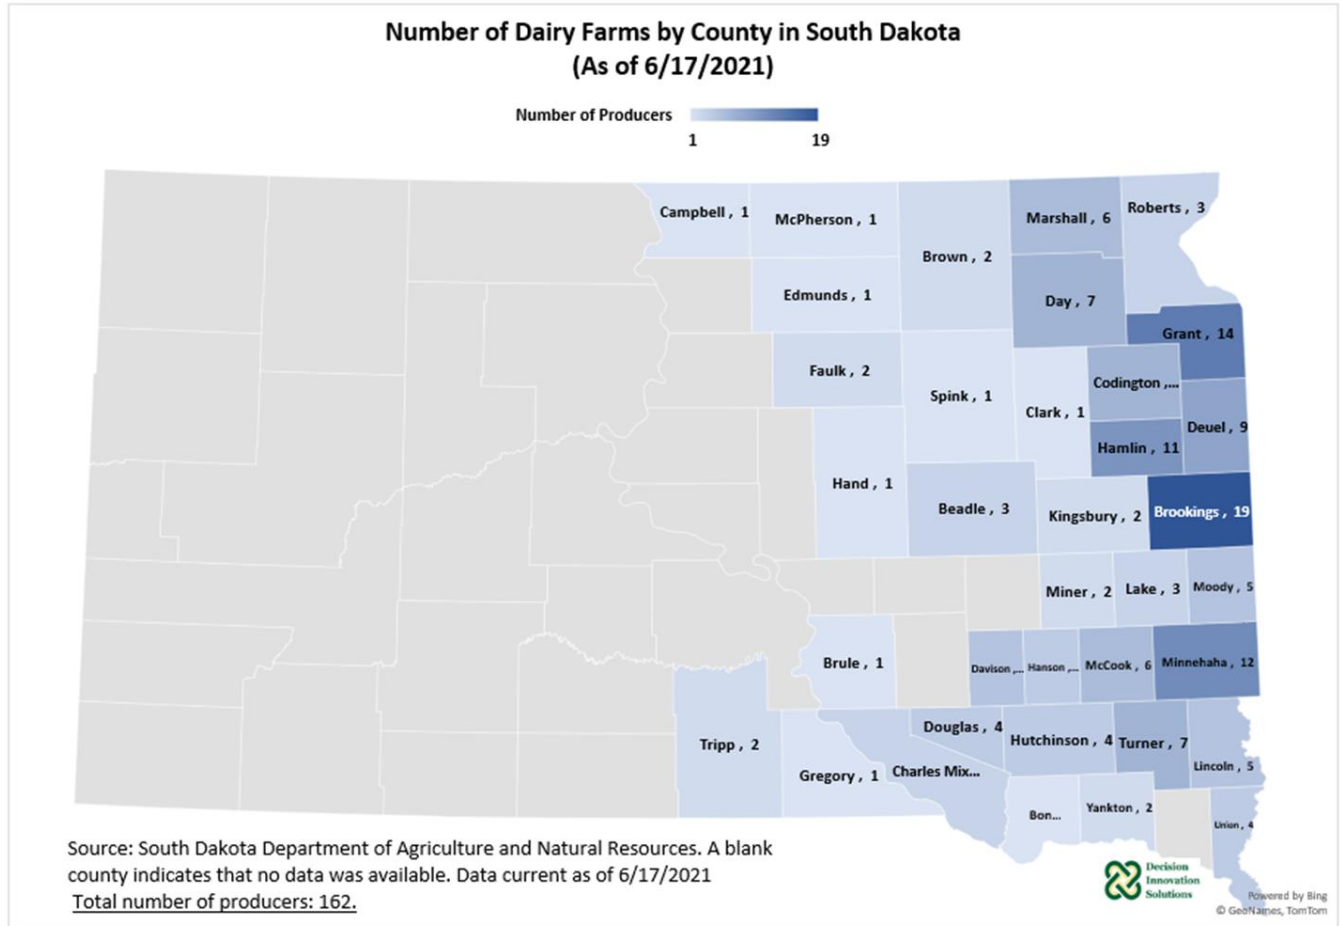 Number of Dairy Farms by County in South Dakota
(As of 6/17/2021)
Number of Producers
1 19
Campbell , 1
McPherson , 1
Brown , 2
Marshall , 6
Roberts , 3
Edmunds , 1
Day , 7
Grant , 14
Faulk , 2
Spink , 1
Clark , 1
Codington ,...
Deuel , 9
Hamlin , 11
Hand , 1
Beadle , 3
Kingsbury , 2
Brookings , 19
Miner , 2
Lake , 3
Moody , 5
Brule , 1
Davison ,...
Hanson ,...
McCook , 6
Minnehaha , 12
Tripp , 2
Gregory , 1
Charles Mix...
Douglas , 4
Hutchinson , 4
Turner , 7
Lincoln , 5
Bon...
Yankton , 2
Union , 4
Source: South Dakota Department of Agriculture and Natural Resources. A blank
county indicates that no data was available. Data current as of 6/17/2021
Total number of producers: 162.
Decision
Innovation
Solutions
Powered by Bing
© GeoNames, TomTom